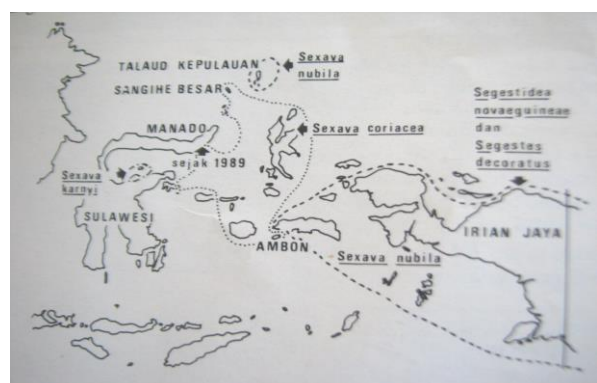 TALAUD KEPULAUAN
SANGIHE BESAR
Sexava
nubila
MANADO
Sexava coriacea
sejak 1989
Segestidea
novaeguineae
dan
Segestes
decoratus
Sexava
karnyi
SULAWESI
AMBON
IRIAN JAYA
Sexava nubila